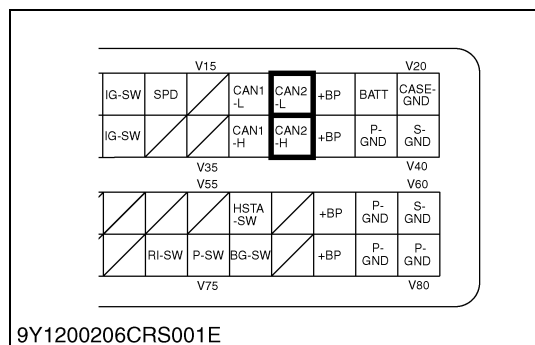 V15 V20
IG-SW SPD CAN1 CAN2 +BP BATT CASE-
-L -L GND
IG-SW CAN1 CAN2 +BP P- S-
-H -H GND GND
V35 V40
V55 V60
HSTA +BP P- S-
-SW GND GND
RI-SW P-SW BG-SW +BP P- P-
GND GND
V75 V80
9Y1200206CRS001E